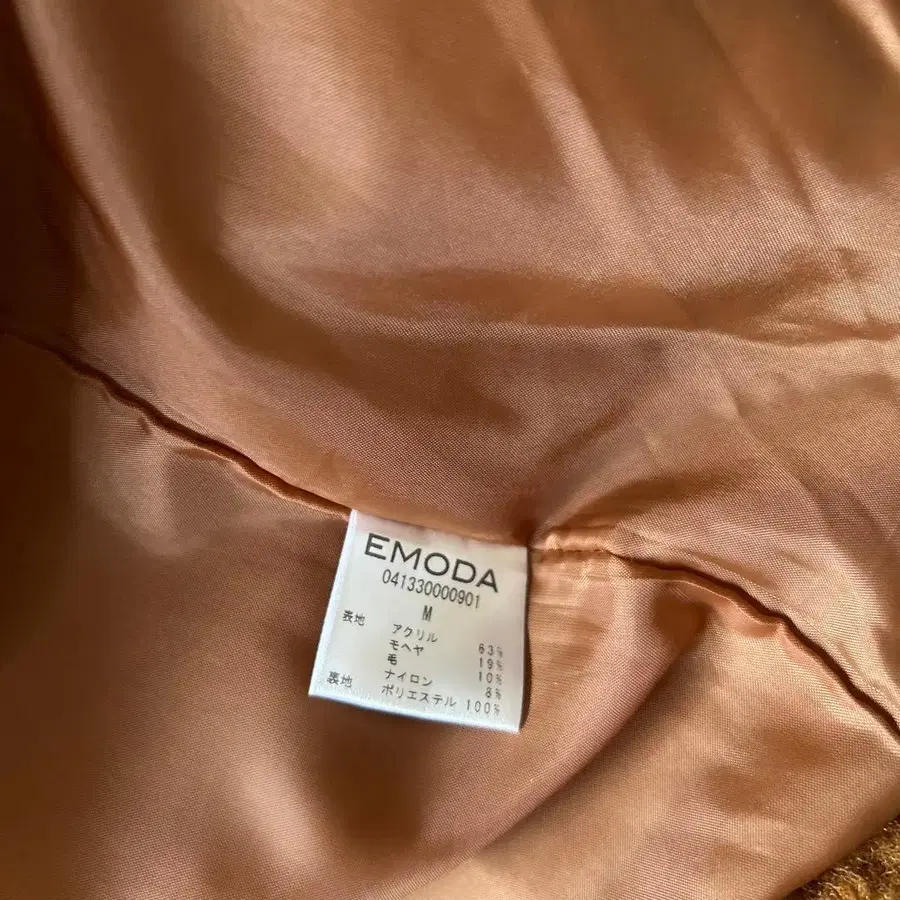 EMODA
041330000901
M
表地 アクリル 63%
モヘヤ 19%
毛 10%
ナイロン 8%
裏地 ポリエステル 100%